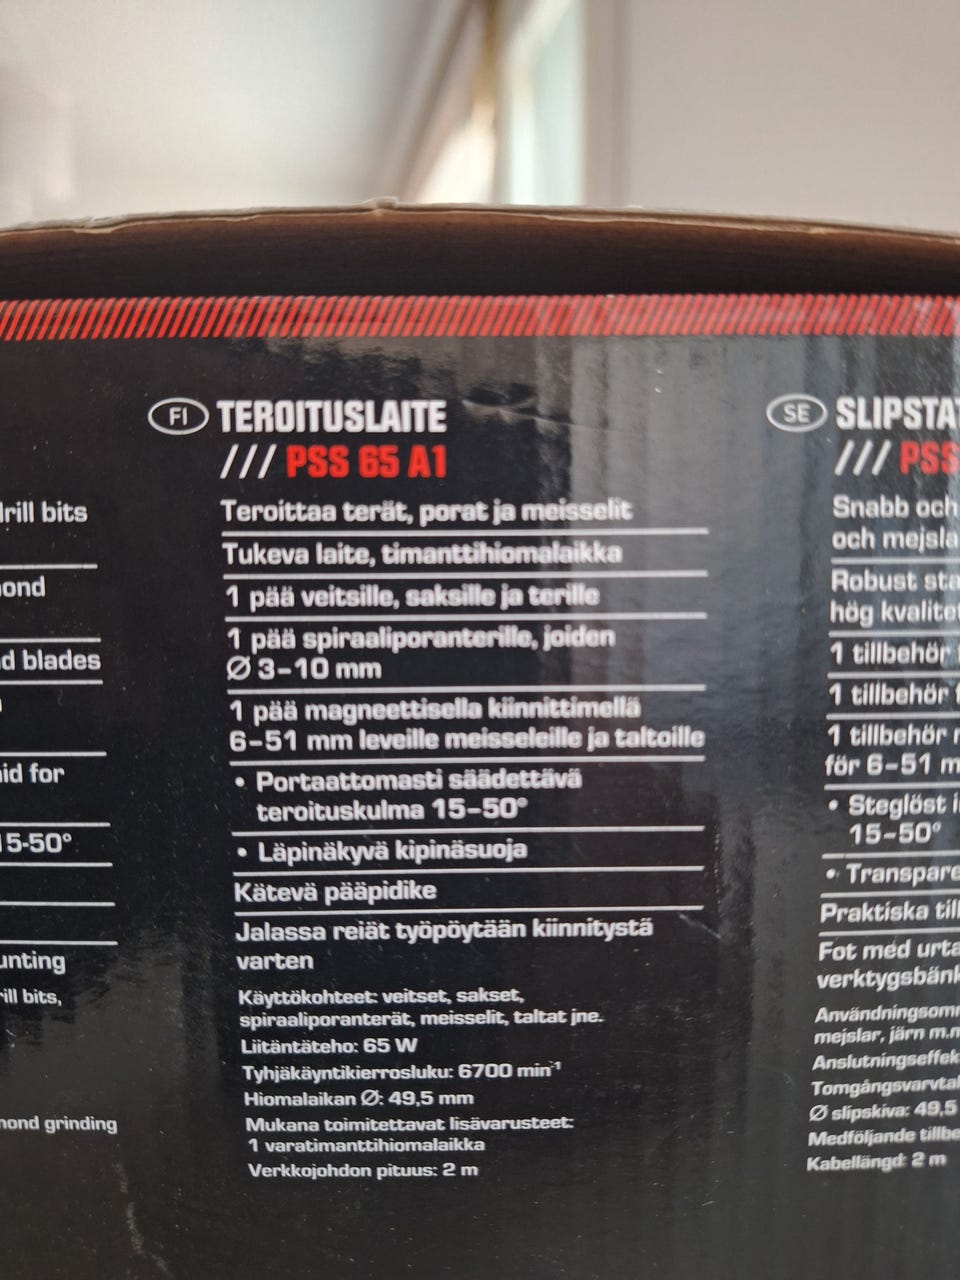 drill bits
ond
d blades
id for
15-50°
unting
ill bits,
mond grinding
FI TEROITUSLAITE
/// PSS 65 A1
Teroittaa terät, porat ja meisselit
Tukeva laite, timanttihiomalaikka
1 pää veitsille, saksille ja terille
1 pää spiraaliporanterille, joiden
Ø 3–10 mm
1 pää magneettisella kiinnittimellä
6–51 mm leveille meisseleille ja taltoille
• Portaattomasti säädettävä
teroituskulma 15–50°
• Läpinäkyvä kipinäsuoja
Kätevä pääpidike
Jalassa reiät työpöytään kiinnitystä
varten
Käyttökohteet: veitset, sakset,
spiraaliporanterät, meisselit, taltat jne.
Liitäntäteho: 65 W
Tyhjäkäyntikierrosluku: 6700 min⁻¹
Hiomalaikan Ø: 49,5 mm
Mukana toimitettavat lisävarusteet:
1 varatimanttihiomalaikka
Verkkojohdon pituus: 2 m
SE SLIPSTAT
/// PSS
Snabb och
och mejsla
Robust sta
hög kvalitet
1 tillbehör f
1 tillbehör f
1 tillbehör m
för 6–51 m
• Steglöst i
15–50°
• Transpare
Praktiska till
Fot med urta
verktygsbänk
Användningsomr
mejslar, järn m.m
Anslutningseffek
Tomgångsvarvtal
Ø slipskiva: 49,5
Medföljande tillbe
Kabellängd: 2 m